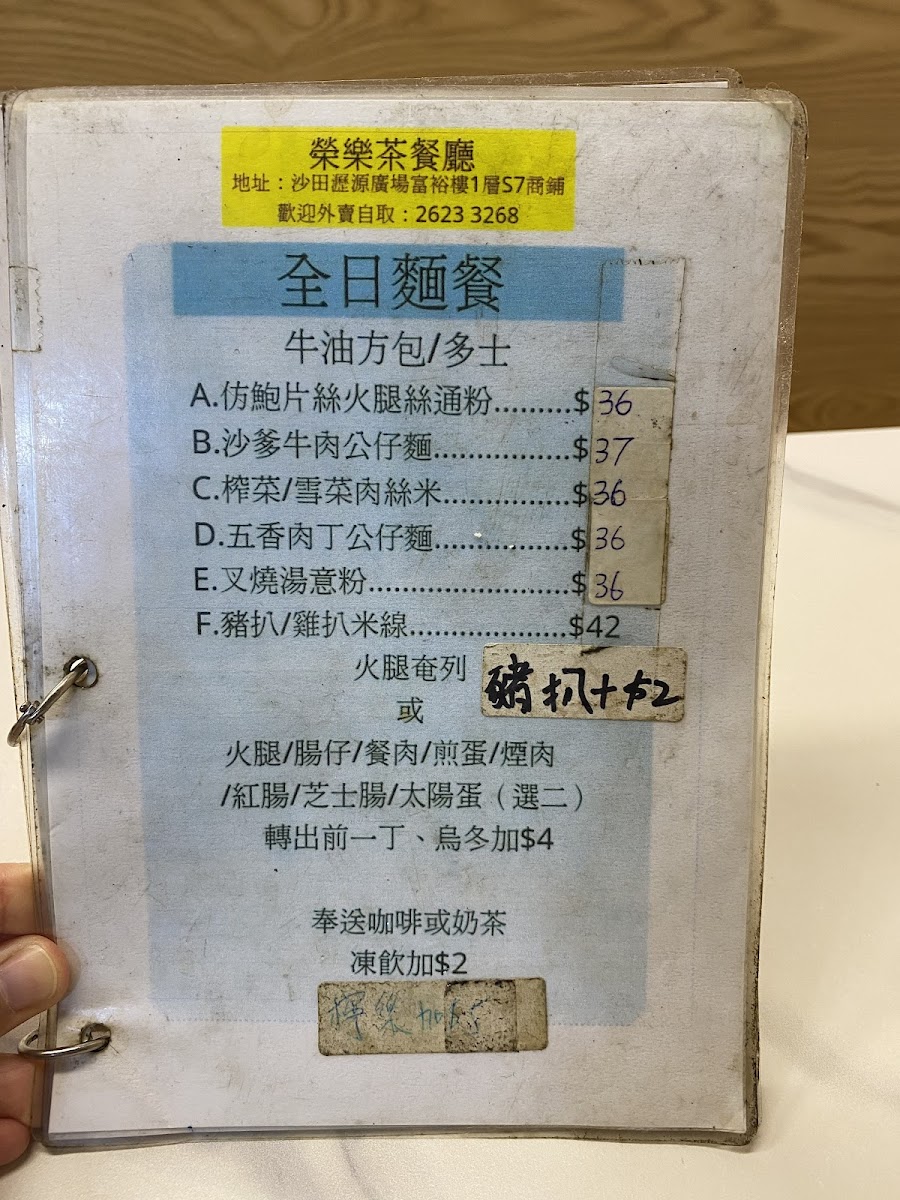 榮樂茶餐廳
地址：沙田瀝源廣場富裕樓1層S7商鋪
歡迎外賣自取：2623 3268
全日麵餐
牛油方包/多士
A.仿鮑片絲火腿絲通粉.........$36
B.沙爹牛肉公仔麵................$37
C.榨菜/雪菜肉絲米...............$36
D.五香肉丁公仔麵................$36
E.叉燒湯意粉........................$36
F.豬扒/雞扒米線...................$42
火腿奄列
豬扒+$2
或
火腿/腸仔/餐肉/煎蛋/煙肉
/紅腸/芝士腸/太陽蛋（選二）
轉出前一丁、烏冬加$4
奉送咖啡或奶茶
凍飲加$2
樂加$5